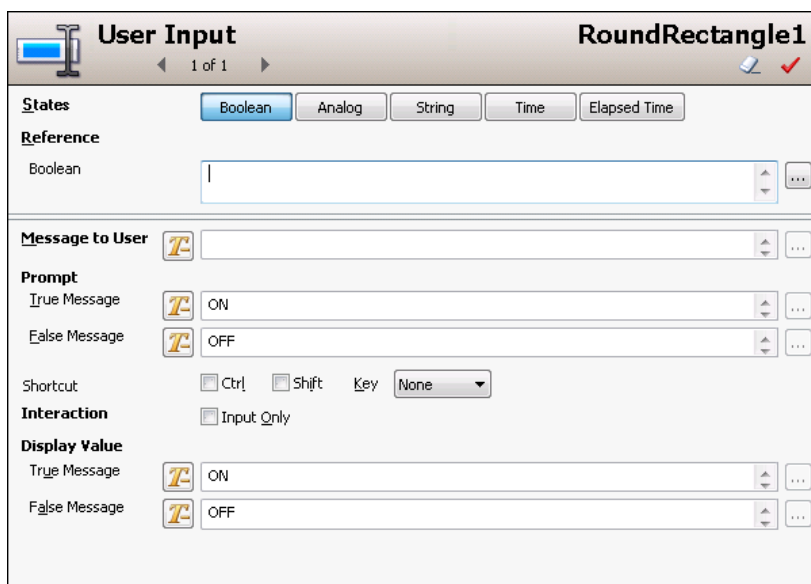 User Input RoundRectangle1
1 of 1
States Boolean Analog String Time Elapsed Time
Reference
Boolean ...
Message to User T ...
Prompt
True Message T ON ...
False Message T OFF ...
Shortcut Ctrl Shift Key None
Interaction Input Only
Display Value
True Message T ON ...
False Message T OFF ...